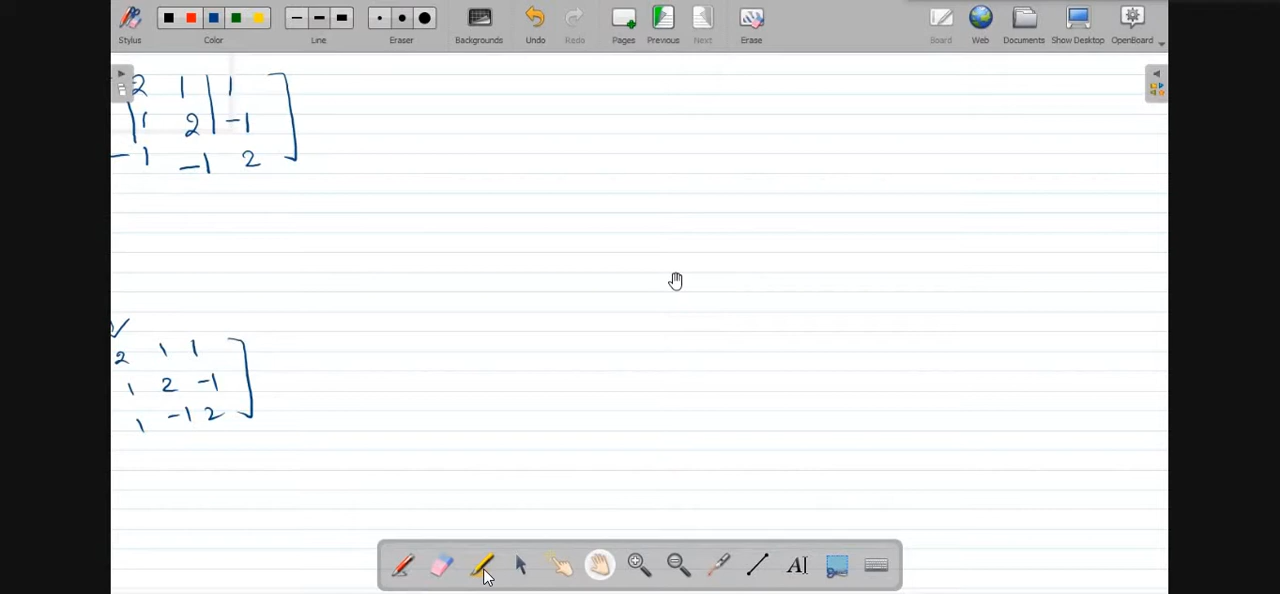 Stylus Color Line Eraser Backgrounds Undo Redo Pages Previous Next Erase Board Web Documents Show Desktop OpenBoard
2 1 | 1
1 2 | -1
-1 -1 2
2 1 1
1 2 -1
1 -1 2
AI